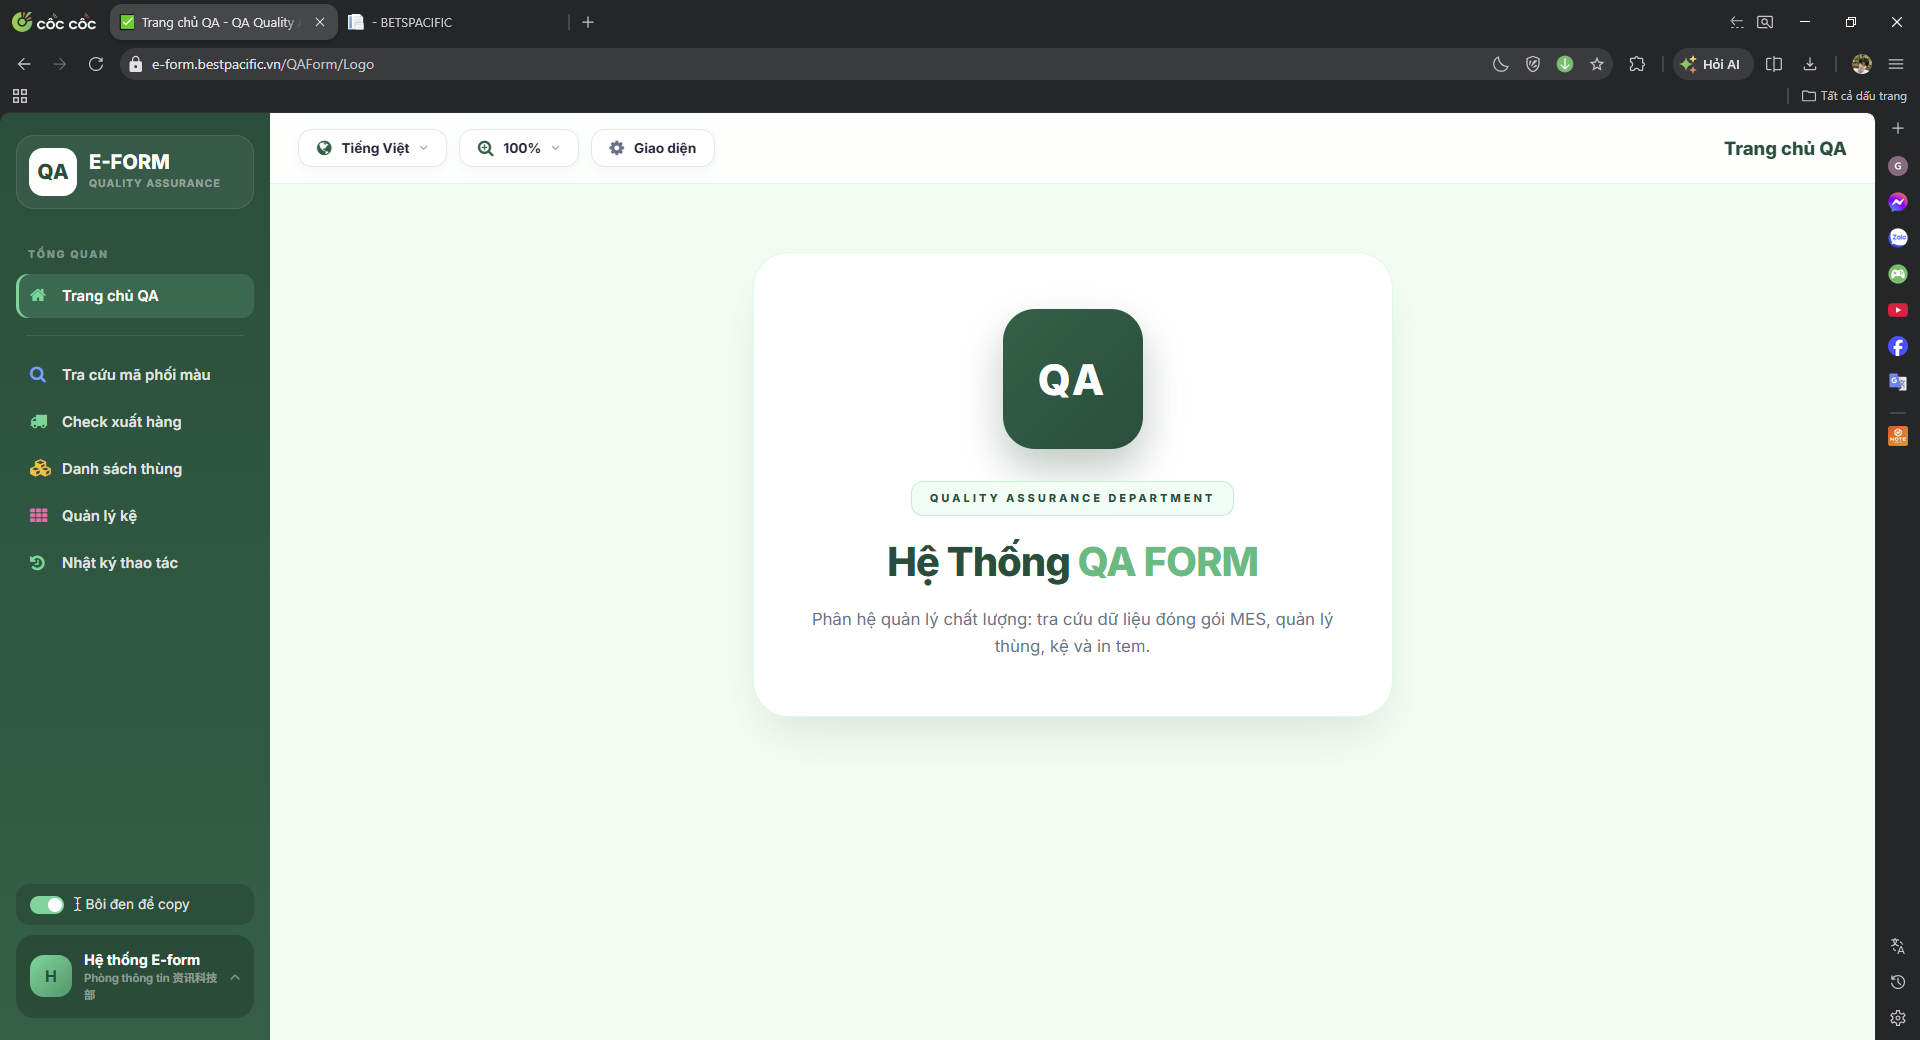 cốc cốc
Trang chủ QA - QA Quality
- BETSPACIFIC
e-form.bestpacific.vn/QAForm/Logo
Hỏi AI
Tất cả dấu trang
QA
E-FORM
QUALITY ASSURANCE
Tiếng Việt
100%
Giao diện
Trang chủ QA
TỔNG QUAN
Trang chủ QA
Tra cứu mã phối màu
Check xuất hàng
Danh sách thùng
Quản lý kệ
Nhật ký thao tác
QA
QUALITY ASSURANCE DEPARTMENT
Hệ Thống QA FORM
Phân hệ quản lý chất lượng: tra cứu dữ liệu đóng gói MES, quản lý
thùng, kệ và in tem.
Bôi đen để copy
H
Hệ thống E-form
Phòng thông tin 资讯科技
部
G
Zalo
NOTE